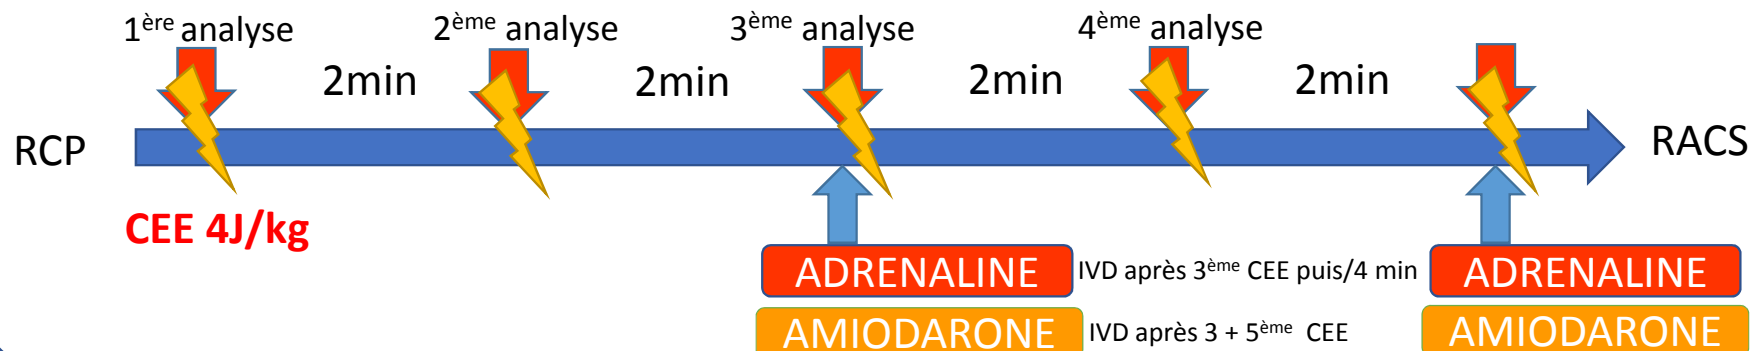 1ère analyse
2ème analyse
3ème analyse
4ème analyse
2min
2min
2min
2min
RCP
RACS
CEE 4J/kg
ADRENALINE
IVD après 3ème CEE puis/4 min
ADRENALINE
AMIODARONE
IVD après 3 + 5ème CEE
AMIODARONE